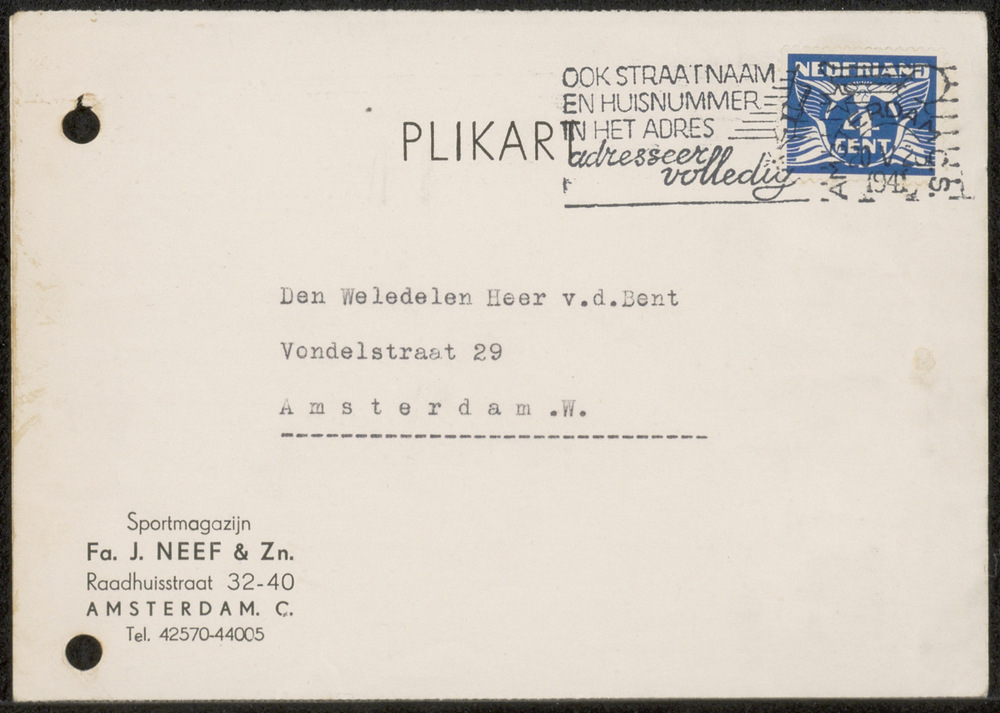 PLIKART
OOK STRAATNAAM
EN HUISNUMMER
IN HET ADRES
adresseer
volledig
NEDERLAND
CENT
Den Weledelen Heer v.d.Bent
Vondelstraat 29
Amsterdam.W.
Sportmagazijn
Fa. J. NEEF & Zn.
Raadhuisstraat 32-40
AMSTERDAM. C.
Tel. 42570-44005